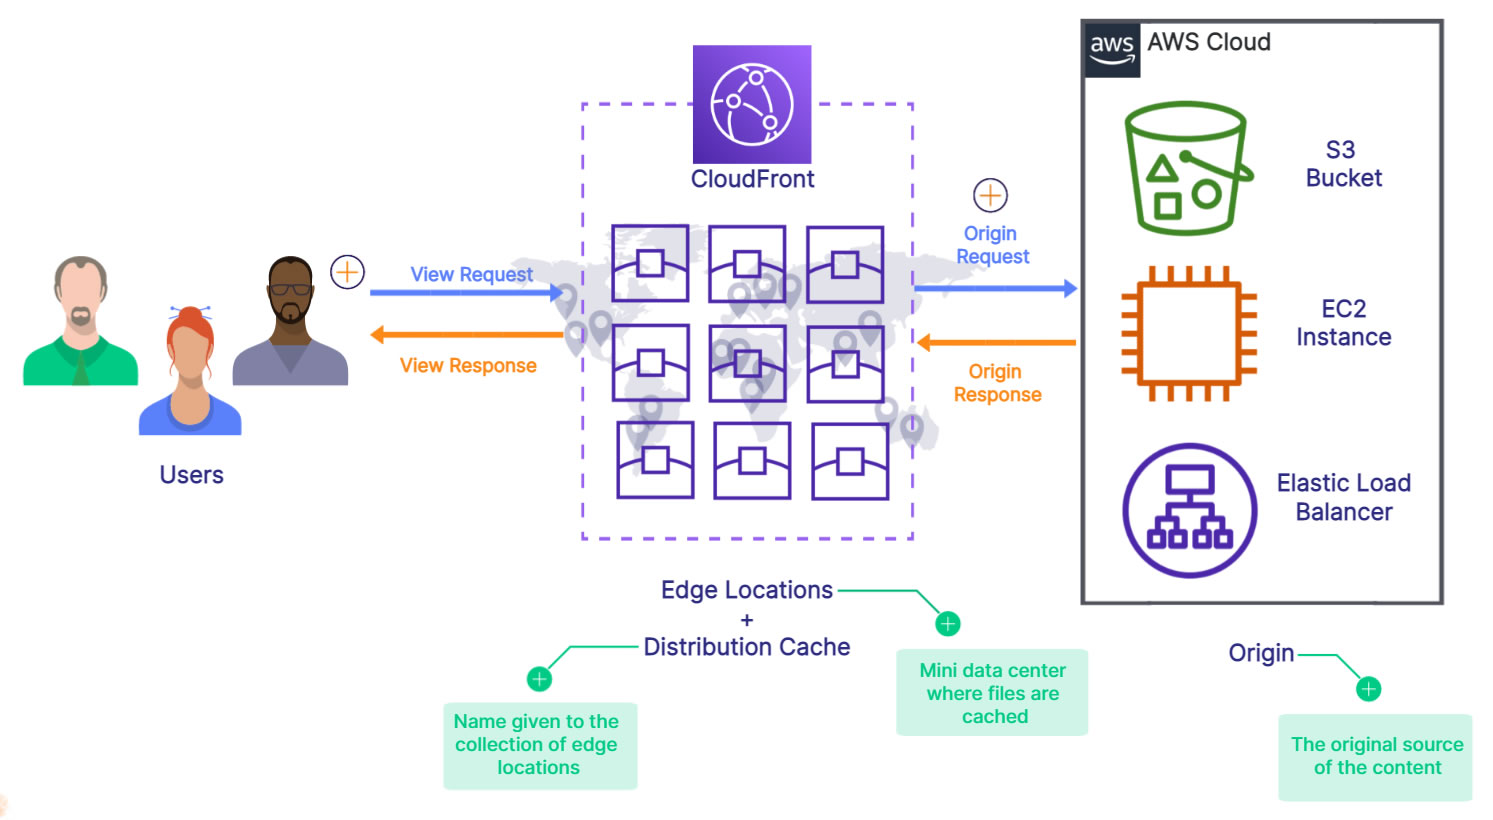 aws
AWS Cloud
CloudFront
S3
Bucket
Origin
Request
View Request
EC2
Instance
View Response
Origin
Response
Users
Elastic Load
Balancer
Edge Locations
+
Distribution Cache
Mini data center
where files are
cached
Origin
Name given to the
collection of edge
locations
The original source
of the content